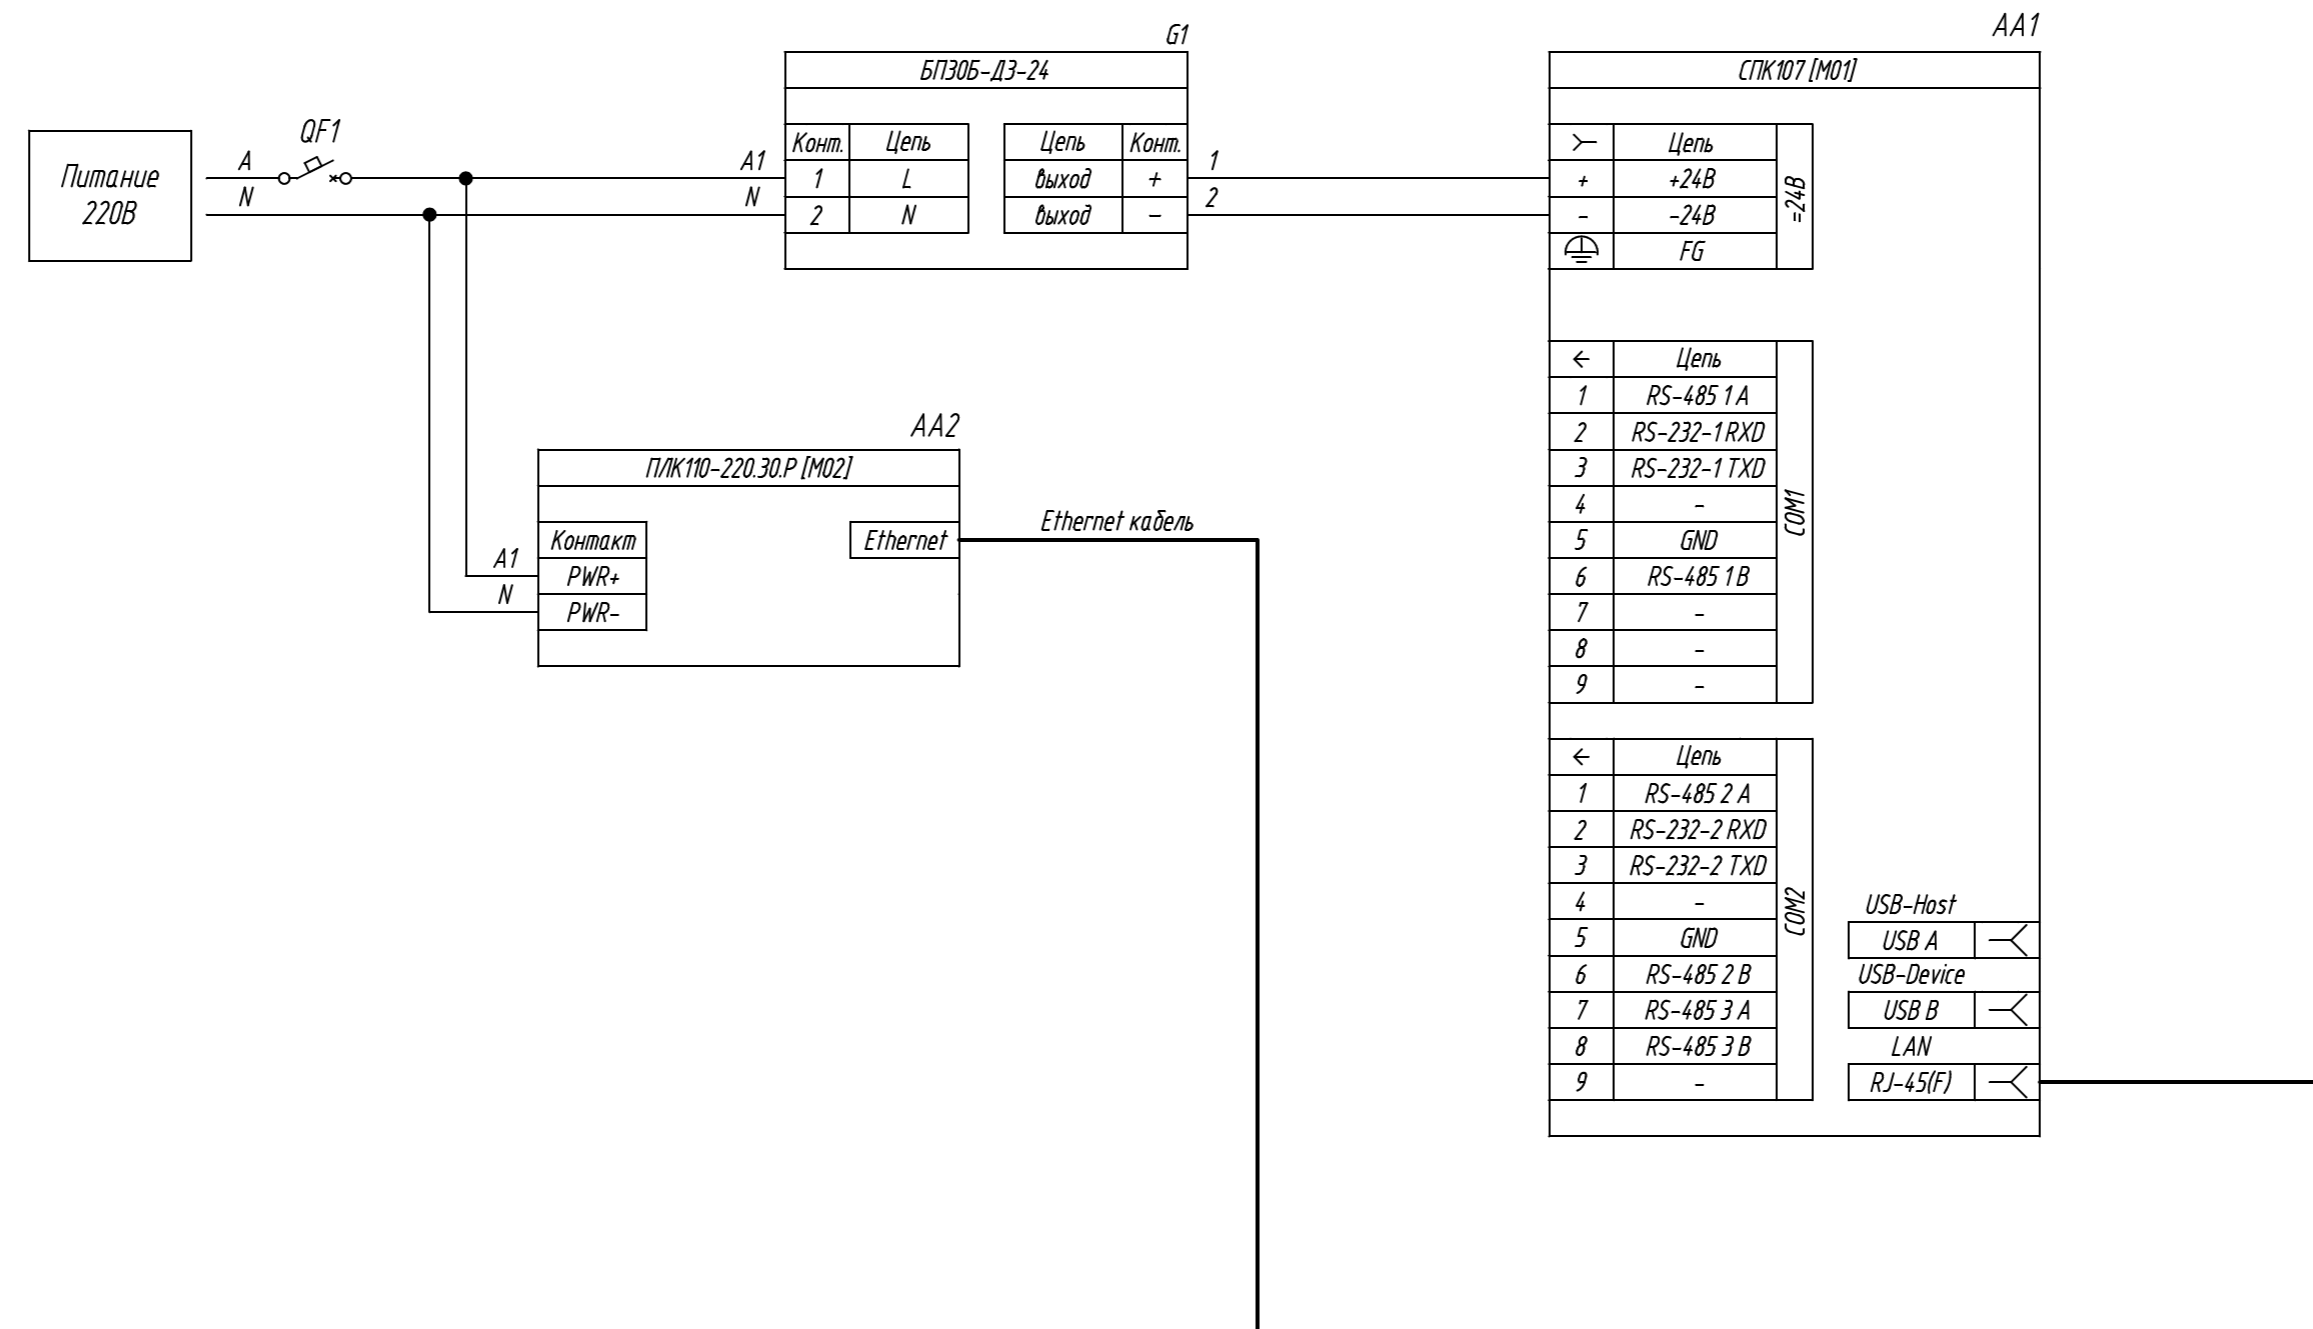 G1
AA1
БП30Б-Д3-24
СПК107 [М01]
Питание
220В
QF1
A
N
A1
N
Конт. Цепь
1 L
2 N
Цепь Конт.
выход +
выход -
1
2
Цепь
+ +24В
- -24В
FG
=24В
Цепь
1 RS-485 1 A
2 RS-232-1 RXD
3 RS-232-1 TXD
4 -
5 GND
6 RS-485 1 B
7 -
8 -
9 -
COM1
AA2
ПЛК110-220.30.Р [М02]
Контакт
A1 PWR+
N PWR-
Ethernet
Ethernet кабель
Цепь
1 RS-485 2 A
2 RS-232-2 RXD
3 RS-232-2 TXD
4 -
5 GND
6 RS-485 2 B
7 RS-485 3 A
8 RS-485 3 B
9 -
COM2
USB-Host
USB A
USB-Device
USB B
LAN
RJ-45(F)